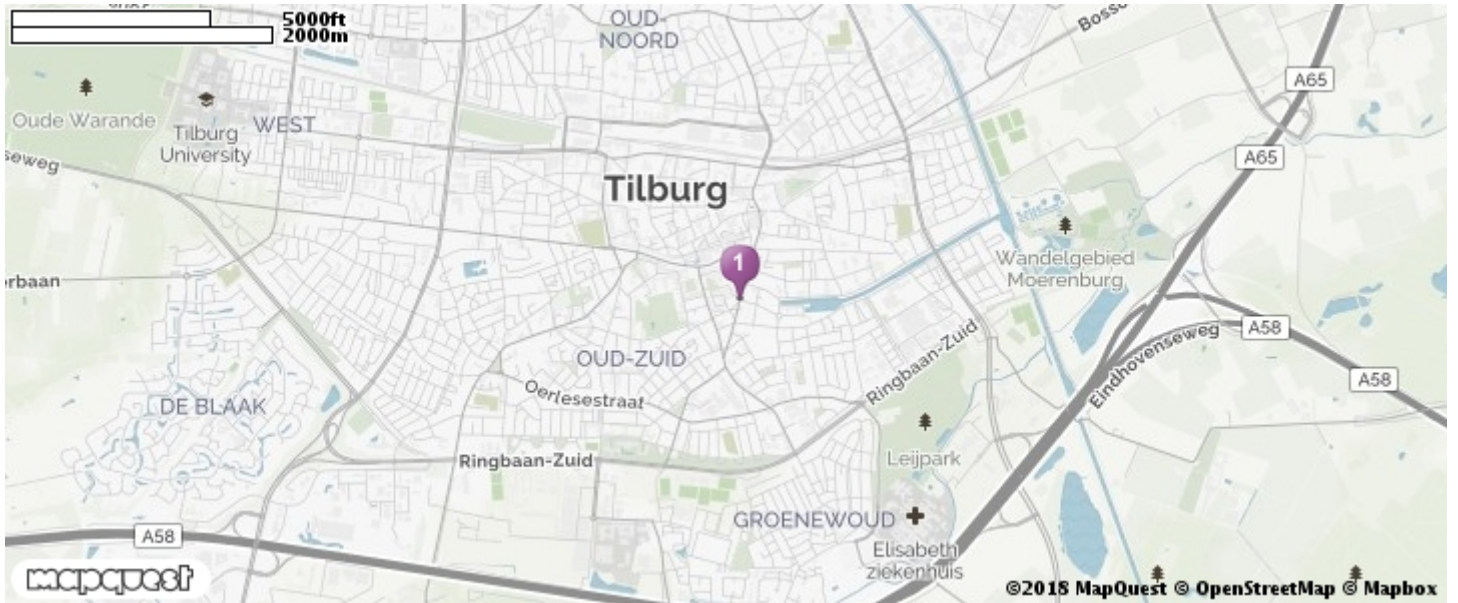 5000ft
2000m
OUD-
NOORD
A65
Oude Warande
Tilburg
University
WEST
seweg
A65
Tilburg
1
Wandelgebied
Moerenburg
erbaan
A58
Ringbaan-Zuid
Eindhovenseweg
OUD-ZUID
A58
Oerlesestraat
DE BLAAK
Leijpark
Ringbaan-Zuid
GROENEWOUD
A58
Elisabeth
ziekenhuis
mapquest
©2018 MapQuest © OpenStreetMap © Mapbox